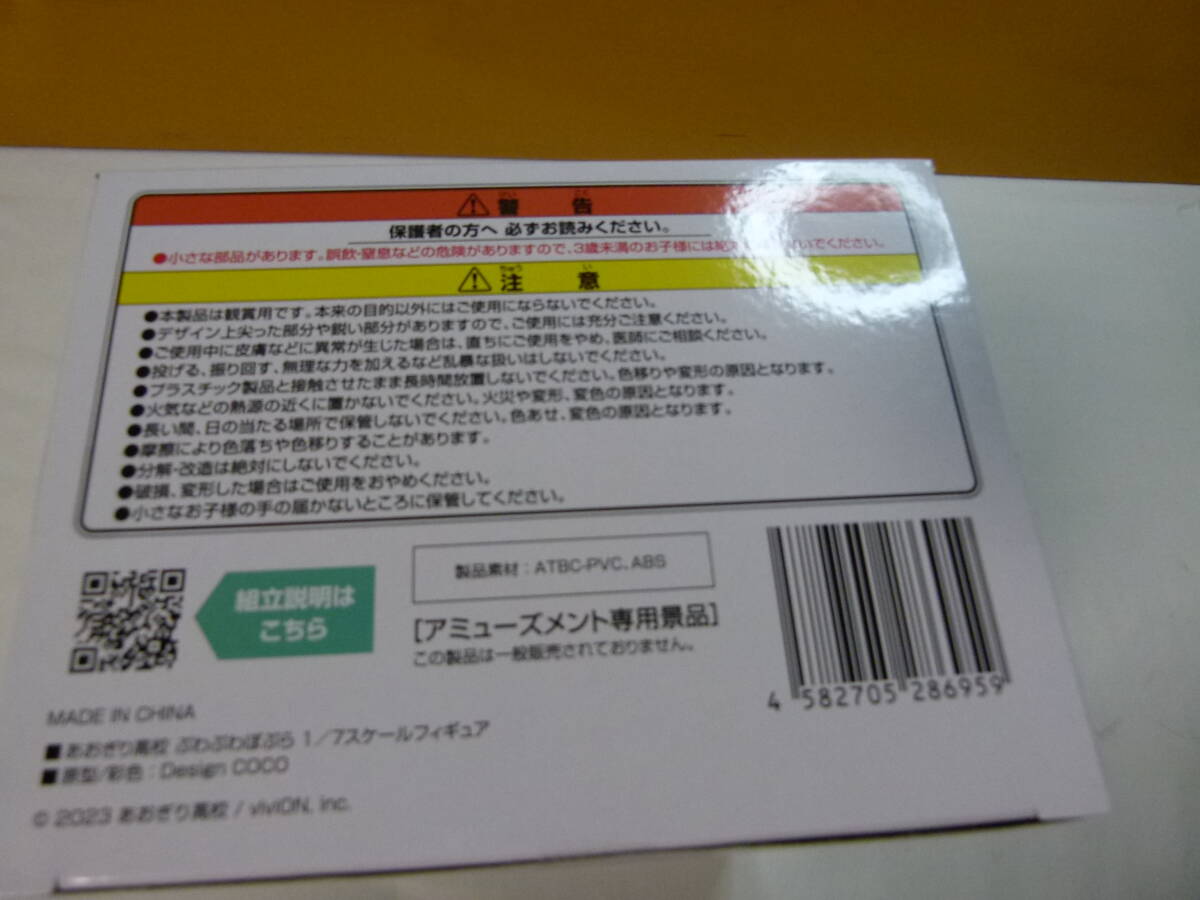 ⚠警告
保護者の方へ 必ずお読みください。
●小さな部品があります。誤飲・窒息などの危険がありますので、3歳未満のお子様には絶対
ないでください。
⚠注意
●本製品は観賞用です。本来の目的以外にはご使用にならないでください。
●デザイン上尖った部分や鋭い部分がありますので、ご使用には充分ご注意ください。
●ご使用中に皮膚などに異常が生じた場合は、直ちにご使用をやめ、医師にご相談ください。
●投げる、振り回す、無理な力を加えるなど乱暴な扱いはしないでください。
●プラスチック製品と接触させたまま長時間放置しないでください。色移りや変形の原因となります。
●火気などの熱源の近くに置かないでください。火災や変形、変色の原因となります。
●長い間、日の当たる場所で保管しないでください。色あせ、変色の原因となります。
●摩擦により色落ちや色移りすることがあります。
●分解・改造は絶対にしないでください。
●破損、変形した場合はご使用をおやめください。
●小さなお子様の手の届かないところに保管してください。
組立説明は
こちら
製品素材:ATBC-PVC、ABS
[アミューズメント専用景品]
この製品は一般販売されておりません。
4 582705 286959
MADE IN CHINA
■あおぎり高校 ぷわぷわぽぷら 1/7スケールフィギュア
■原型/彩色:Design COCO
© 2023 あおぎり高校 / viviON, inc.